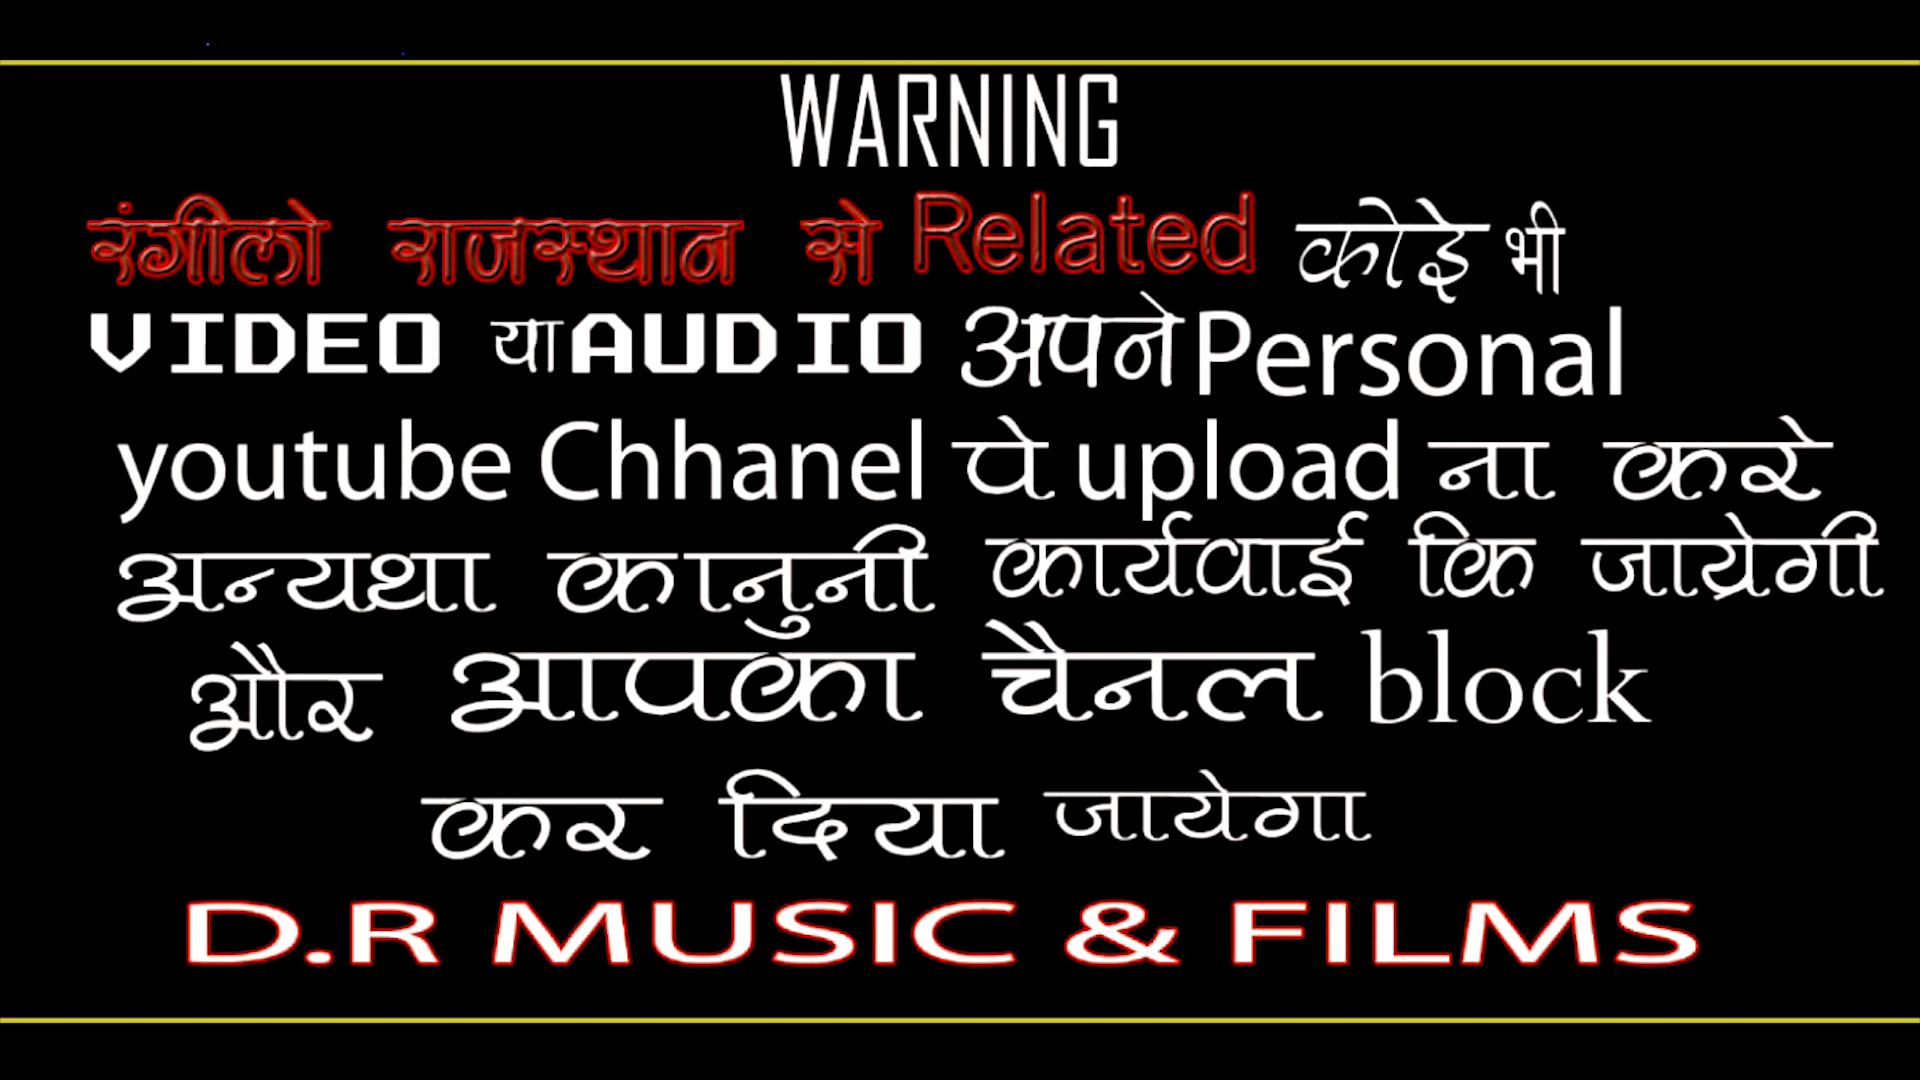 WARNING
रंगीलो राजस्थान से Related कोइे भी
VIDEO या AUDIO अपने Personal
youtube Chhanel पे upload ना करे
अन्यथा कानुनी कार्यवाई कि जाय्रेगी
और आपका चैनल block
कर दिया जायेगा
D.R MUSIC & FILMS